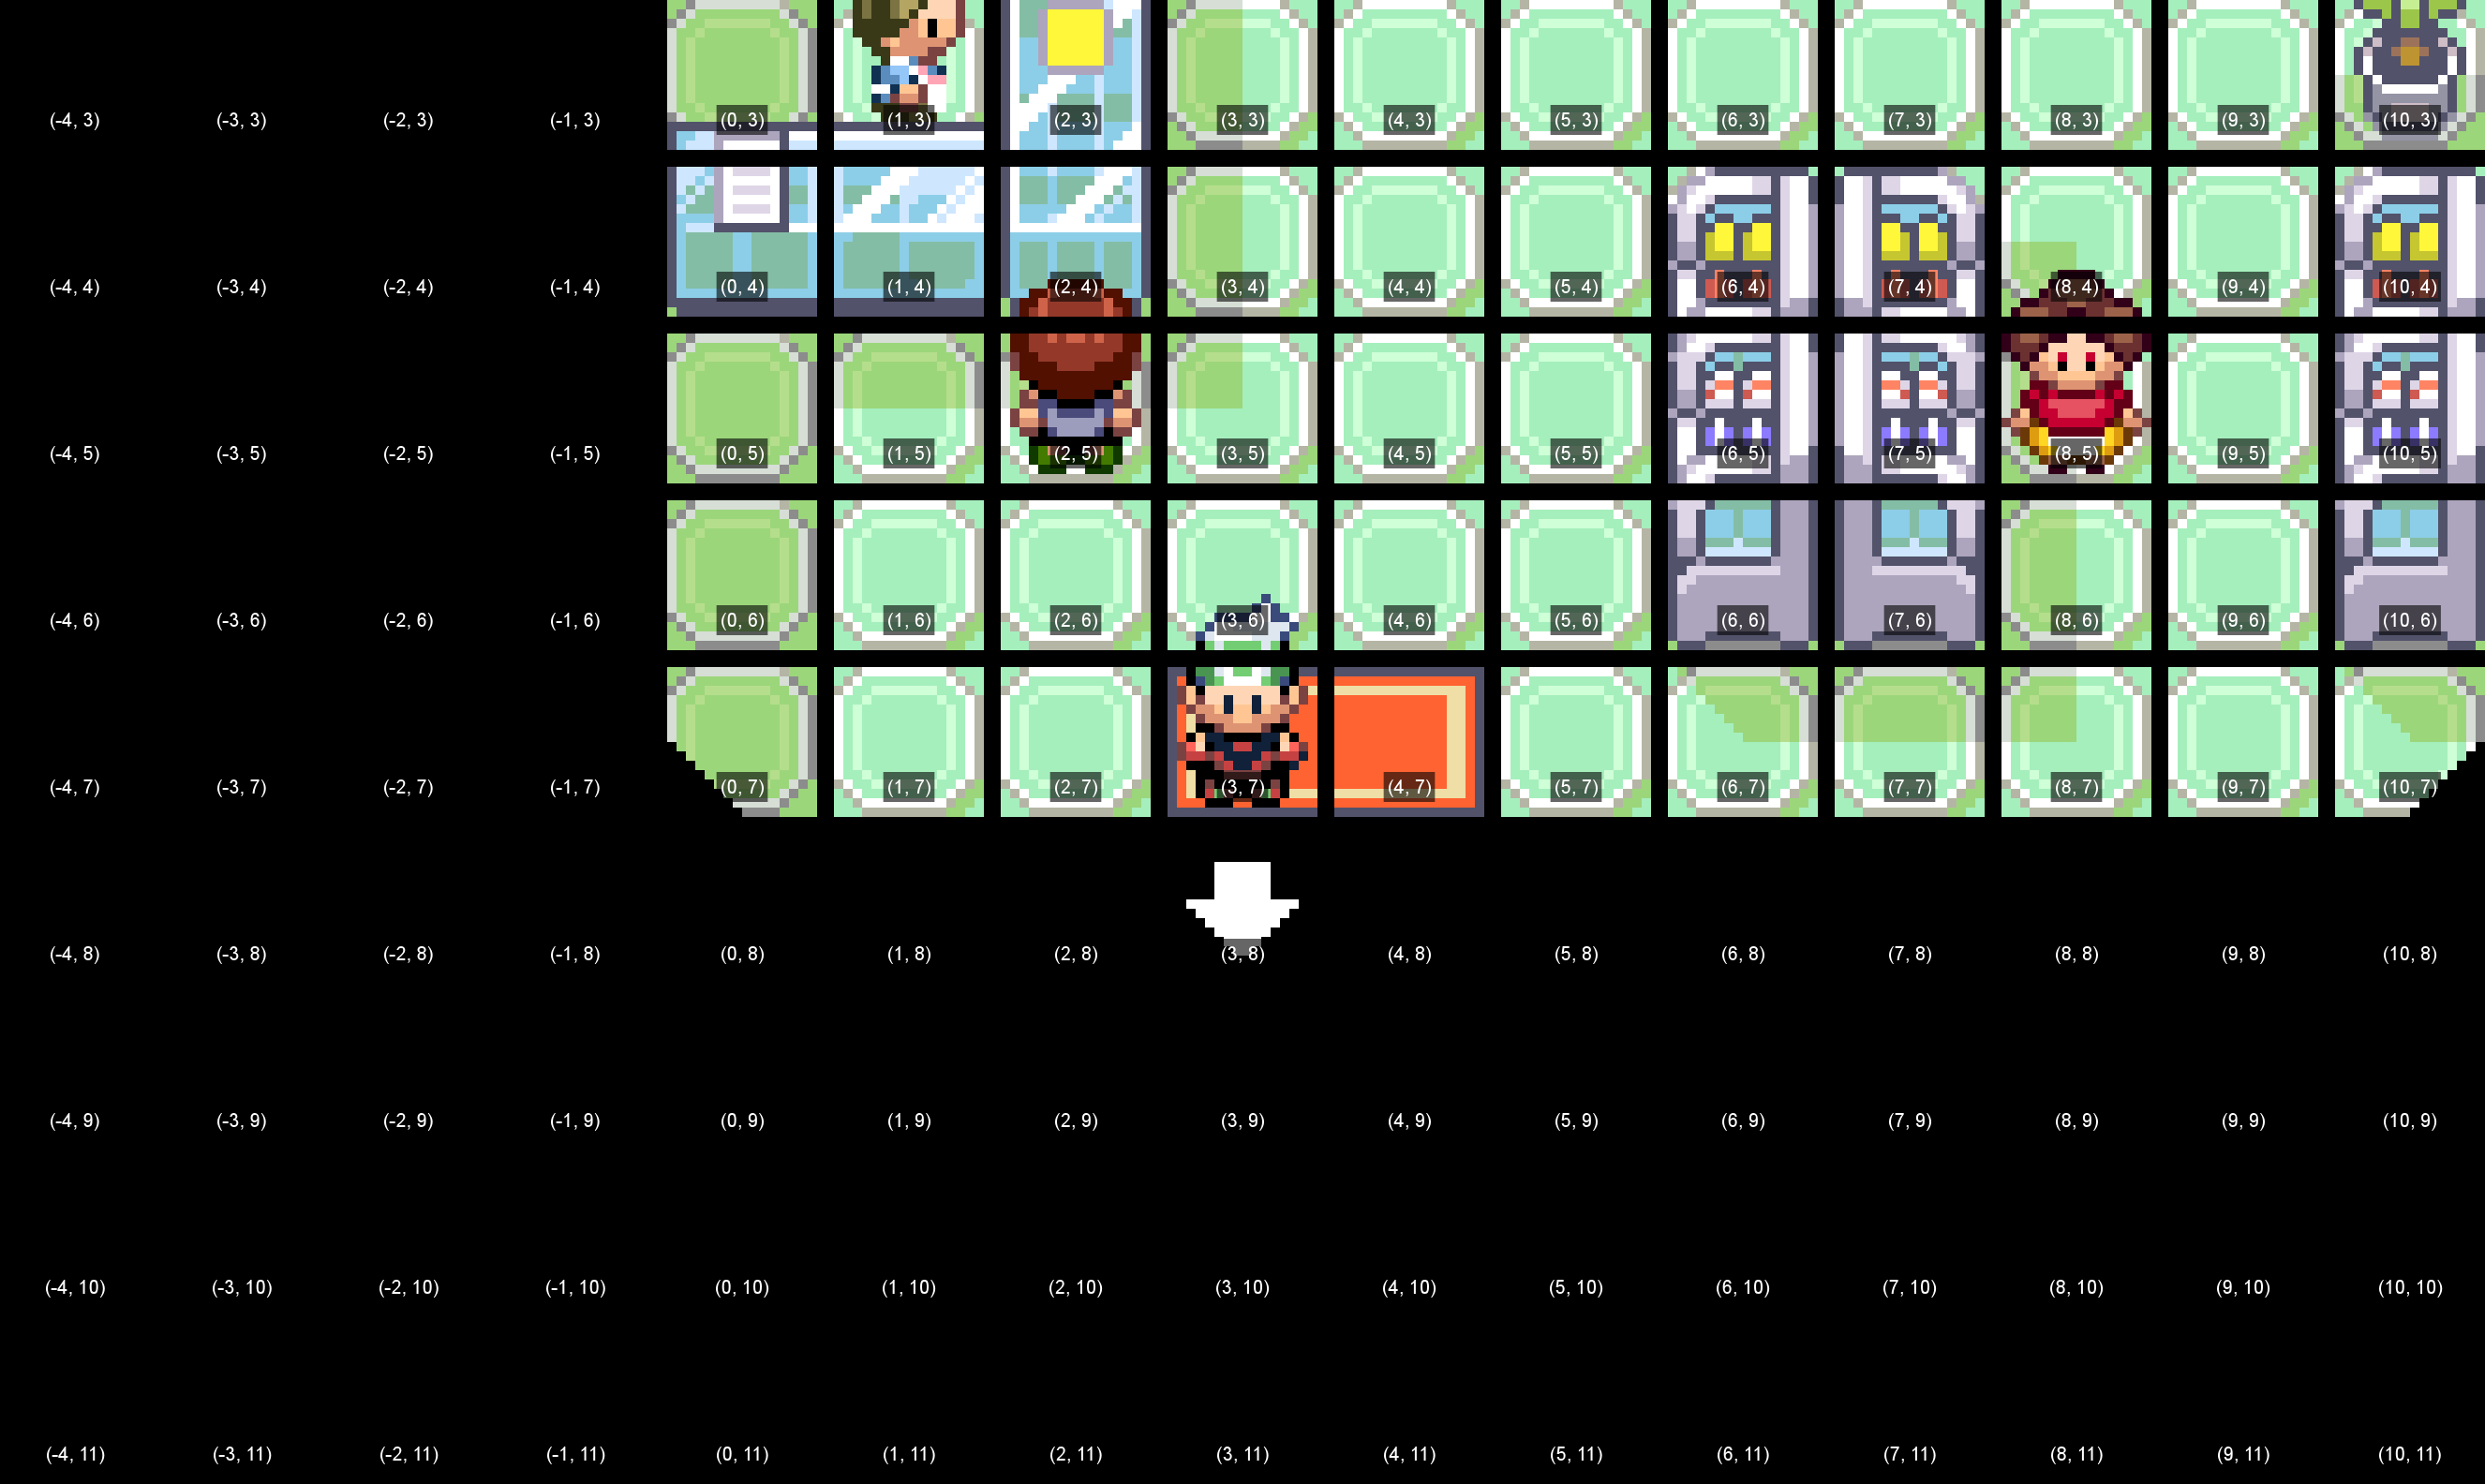 (-4, 3) (-3, 3) (-2, 3) (-1, 3) (0, 3) (1, 3) (2, 3) (3, 3) (4, 3) (5, 3) (6, 3) (7, 3) (8, 3) (9, 3) (10, 3)
(-4, 4) (-3, 4) (-2, 4) (-1, 4) (0, 4) (1, 4) (2, 4) (3, 4) (4, 4) (5, 4) (6, 4) (7, 4) (8, 4) (9, 4) (10, 4)
(-4, 5) (-3, 5) (-2, 5) (-1, 5) (0, 5) (1, 5) (2, 5) (3, 5) (4, 5) (5, 5) (6, 5) (7, 5) (8, 5) (9, 5) (10, 5)
(-4, 6) (-3, 6) (-2, 6) (-1, 6) (0, 6) (1, 6) (2, 6) (3, 6) (4, 6) (5, 6) (6, 6) (7, 6) (8, 6) (9, 6) (10, 6)
(-4, 7) (-3, 7) (-2, 7) (-1, 7) (0, 7) (1, 7) (2, 7) (3, 7) (4, 7) (5, 7) (6, 7) (7, 7) (8, 7) (9, 7) (10, 7)
(-4, 8) (-3, 8) (-2, 8) (-1, 8) (0, 8) (1, 8) (2, 8) (3, 8) (4, 8) (5, 8) (6, 8) (7, 8) (8, 8) (9, 8) (10, 8)
(-4, 9) (-3, 9) (-2, 9) (-1, 9) (0, 9) (1, 9) (2, 9) (3, 9) (4, 9) (5, 9) (6, 9) (7, 9) (8, 9) (9, 9) (10, 9)
(-4, 10) (-3, 10) (-2, 10) (-1, 10) (0, 10) (1, 10) (2, 10) (3, 10) (4, 10) (5, 10) (6, 10) (7, 10) (8, 10) (9, 10) (10, 10)
(-4, 11) (-3, 11) (-2, 11) (-1, 11) (0, 11) (1, 11) (2, 11) (3, 11) (4, 11) (5, 11) (6, 11) (7, 11) (8, 11) (9, 11) (10, 11)